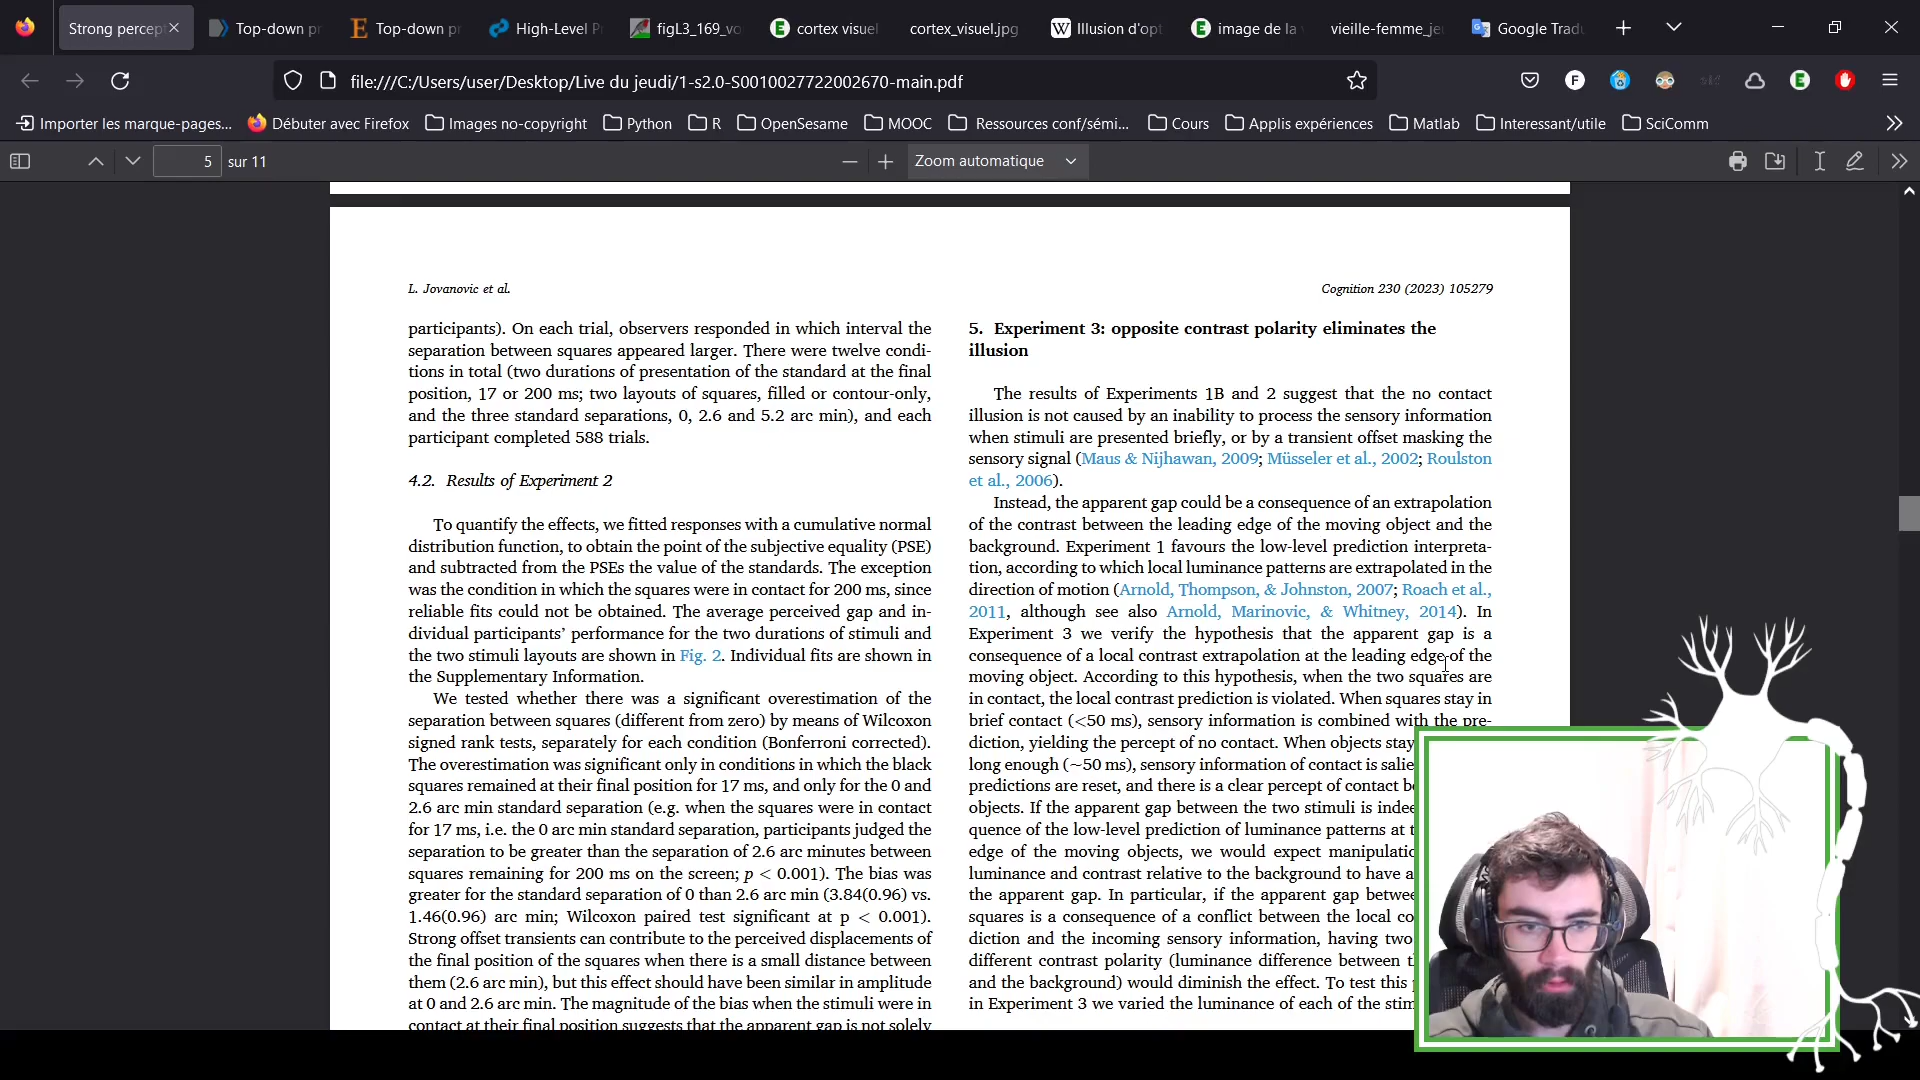 Strong percep
Top-down pr
Top-down pr
High-Level P
figL3_169_vo
cortex visuel
cortex_visuel.jpg
Illusion d'opt
image de la v
vieille-femme_je
Google Tradu
file:///C:/Users/user/Desktop/Live du jeudi/1-s2.0-S0010027722002670-main.pdf
Importer les marque-pages...
Débuter avec Firefox
Images no-copyright
Python
R
OpenSesame
MOOC
Ressources conf/sémi...
Cours
Applis expériences
Matlab
Interessant/utile
SciComm
5 sur 11
Zoom automatique
L. Jovanovic et al.
Cognition 230 (2023) 105279
participants). On each trial, observers responded in which interval the
separation between squares appeared larger. There were twelve condi-
tions in total (two durations of presentation of the standard at the final
position, 17 or 200 ms; two layouts of squares, filled or contour-only,
and the three standard separations, 0, 2.6 and 5.2 arc min), and each
participant completed 588 trials.
4.2. Results of Experiment 2
To quantify the effects, we fitted responses with a cumulative normal
distribution function, to obtain the point of the subjective equality (PSE)
and subtracted from the PSEs the value of the standards. The exception
was the condition in which the squares were in contact for 200 ms, since
reliable fits could not be obtained. The average perceived gap and in-
dividual participants' performance for the two durations of stimuli and
the two stimuli layouts are shown in Fig. 2. Individual fits are shown in
the Supplementary Information.
We tested whether there was a significant overestimation of the
separation between squares (different from zero) by means of Wilcoxon
signed rank tests, separately for each condition (Bonferroni corrected).
The overestimation was significant only in conditions in which the black
squares remained at their final position for 17 ms, and only for the 0 and
2.6 arc min standard separation (e.g. when the squares were in contact
for 17 ms, i.e. the 0 arc min standard separation, participants judged the
separation to be greater than the separation of 2.6 arc minutes between
squares remaining for 200 ms on the screen; p < 0.001). The bias was
greater for the standard separation of 0 than 2.6 arc min (3.84(0.96) vs.
1.46(0.96) arc min; Wilcoxon paired test significant at p < 0.001).
Strong offset transients can contribute to the perceived displacements of
the final position of the squares when there is a small distance between
them (2.6 arc min), but this effect should have been similar in amplitude
at 0 and 2.6 arc min. The magnitude of the bias when the stimuli were in
contact at their final position suggests that the apparent gap is not solely
5. Experiment 3: opposite contrast polarity eliminates the
illusion
The results of Experiments 1B and 2 suggest that the no contact
illusion is not caused by an inability to process the sensory information
when stimuli are presented briefly, or by a transient offset masking the
sensory signal (Maus & Nijhawan, 2009; Müsseler et al., 2002; Roulston
et al., 2006).
Instead, the apparent gap could be a consequence of an extrapolation
of the contrast between the leading edge of the moving object and the
background. Experiment 1 favours the low-level prediction interpreta-
tion, according to which local luminance patterns are extrapolated in the
direction of motion (Arnold, Thompson, & Johnston, 2007; Roach et al.,
2011, although see also Arnold, Marinovic, & Whitney, 2014). In
Experiment 3 we verify the hypothesis that the apparent gap is a
consequence of a local contrast extrapolation at the leading edge of the
moving object. According to this hypothesis, when the two squares are
in contact, the local contrast prediction is violated. When squares stay in
brief contact (<50 ms), sensory information is combined with the pre-
diction, yielding the percept of no contact. When objects stay
long enough (~50 ms), sensory information of contact is salie
predictions are reset, and there is a clear percept of contact be
objects. If the apparent gap between the two stimuli is indee
quence of the low-level prediction of luminance patterns at t
edge of the moving objects, we would expect manipulatio
luminance and contrast relative to the background to have a
the apparent gap. In particular, if the apparent gap betwee
squares is a consequence of a conflict between the local co
diction and the incoming sensory information, having two
different contrast polarity (luminance difference between t
and the background) would diminish the effect. To test this p
in Experiment 3 we varied the luminance of each of the stim